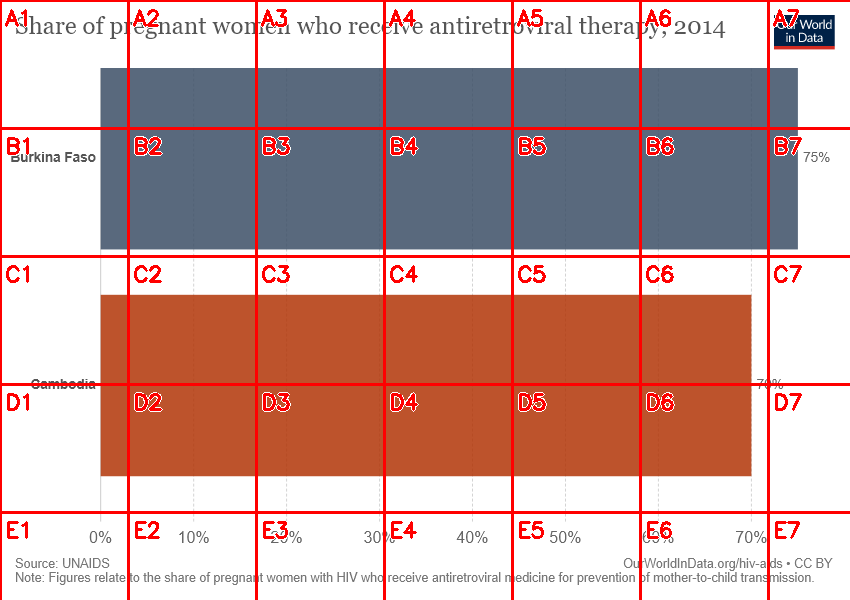 Share of pregnant women who receive antiretroviral therapy, 2014
Our World
in Data
A1 A2 A3 A4 A5 A6 A7
B1 B2 B3 B4 B5 B6 B7
Burkina Faso
75%
C1 C2 C3 C4 C5 C6 C7
Cambodia
70%
D1 D2 D3 D4 D5 D6 D7
E1 E2 E3 E4 E5 E6 E7
0% 10% 20% 30% 40% 50% 60% 70%
Source: UNAIDS
OurWorldInData.org/hiv-aids • CC BY
Note: Figures relate to the share of pregnant women with HIV who receive antiretroviral medicine for prevention of mother-to-child transmission.